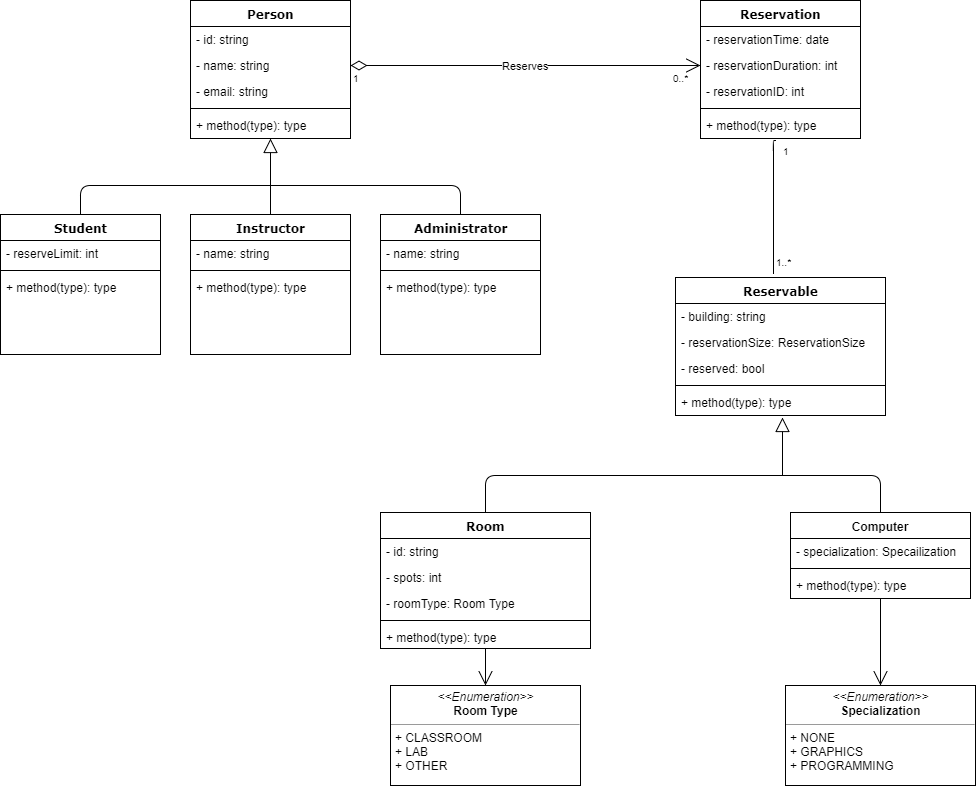 Person
- id: string
- name: string
- email: string
+ method(type): type
1
Reserves
0..*
Reservation
- reservationTime: date
- reservationDuration: int
- reservationID: int
+ method(type): type
1
1..*
Student
- reserveLimit: int
+ method(type): type
Instructor
- name: string
+ method(type): type
Administrator
- name: string
+ method(type): type
Reservable
- building: string
- reservationSize: ReservationSize
- reserved: bool
+ method(type): type
Room
- id: string
- spots: int
- roomType: Room Type
+ method(type): type
Computer
- specialization: Specailization
+ method(type): type
<<Enumeration>>
Room Type
+ CLASSROOM
+ LAB
+ OTHER
<<Enumeration>>
Specialization
+ NONE
+ GRAPHICS
+ PROGRAMMING